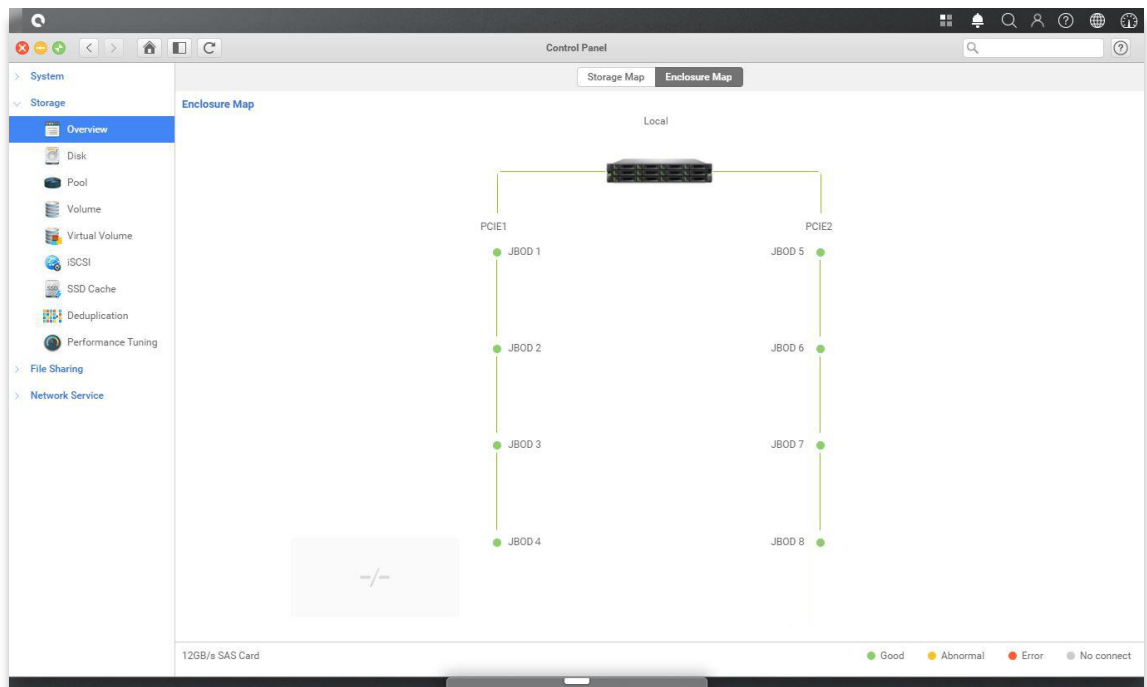 Control Panel
System
Storage
Overview
Disk
Pool
Volume
Virtual Volume
iSCSI
SSD Cache
Deduplication
Performance Tuning
File Sharing
Network Service
Storage Map Enclosure Map
Enclosure Map
Local
PCIE1 PCIE2
JBOD 1 JBOD 5
JBOD 2 JBOD 6
JBOD 3 JBOD 7
JBOD 4 JBOD 8
-/-
12GB/s SAS Card Good Abnormal Error No connect